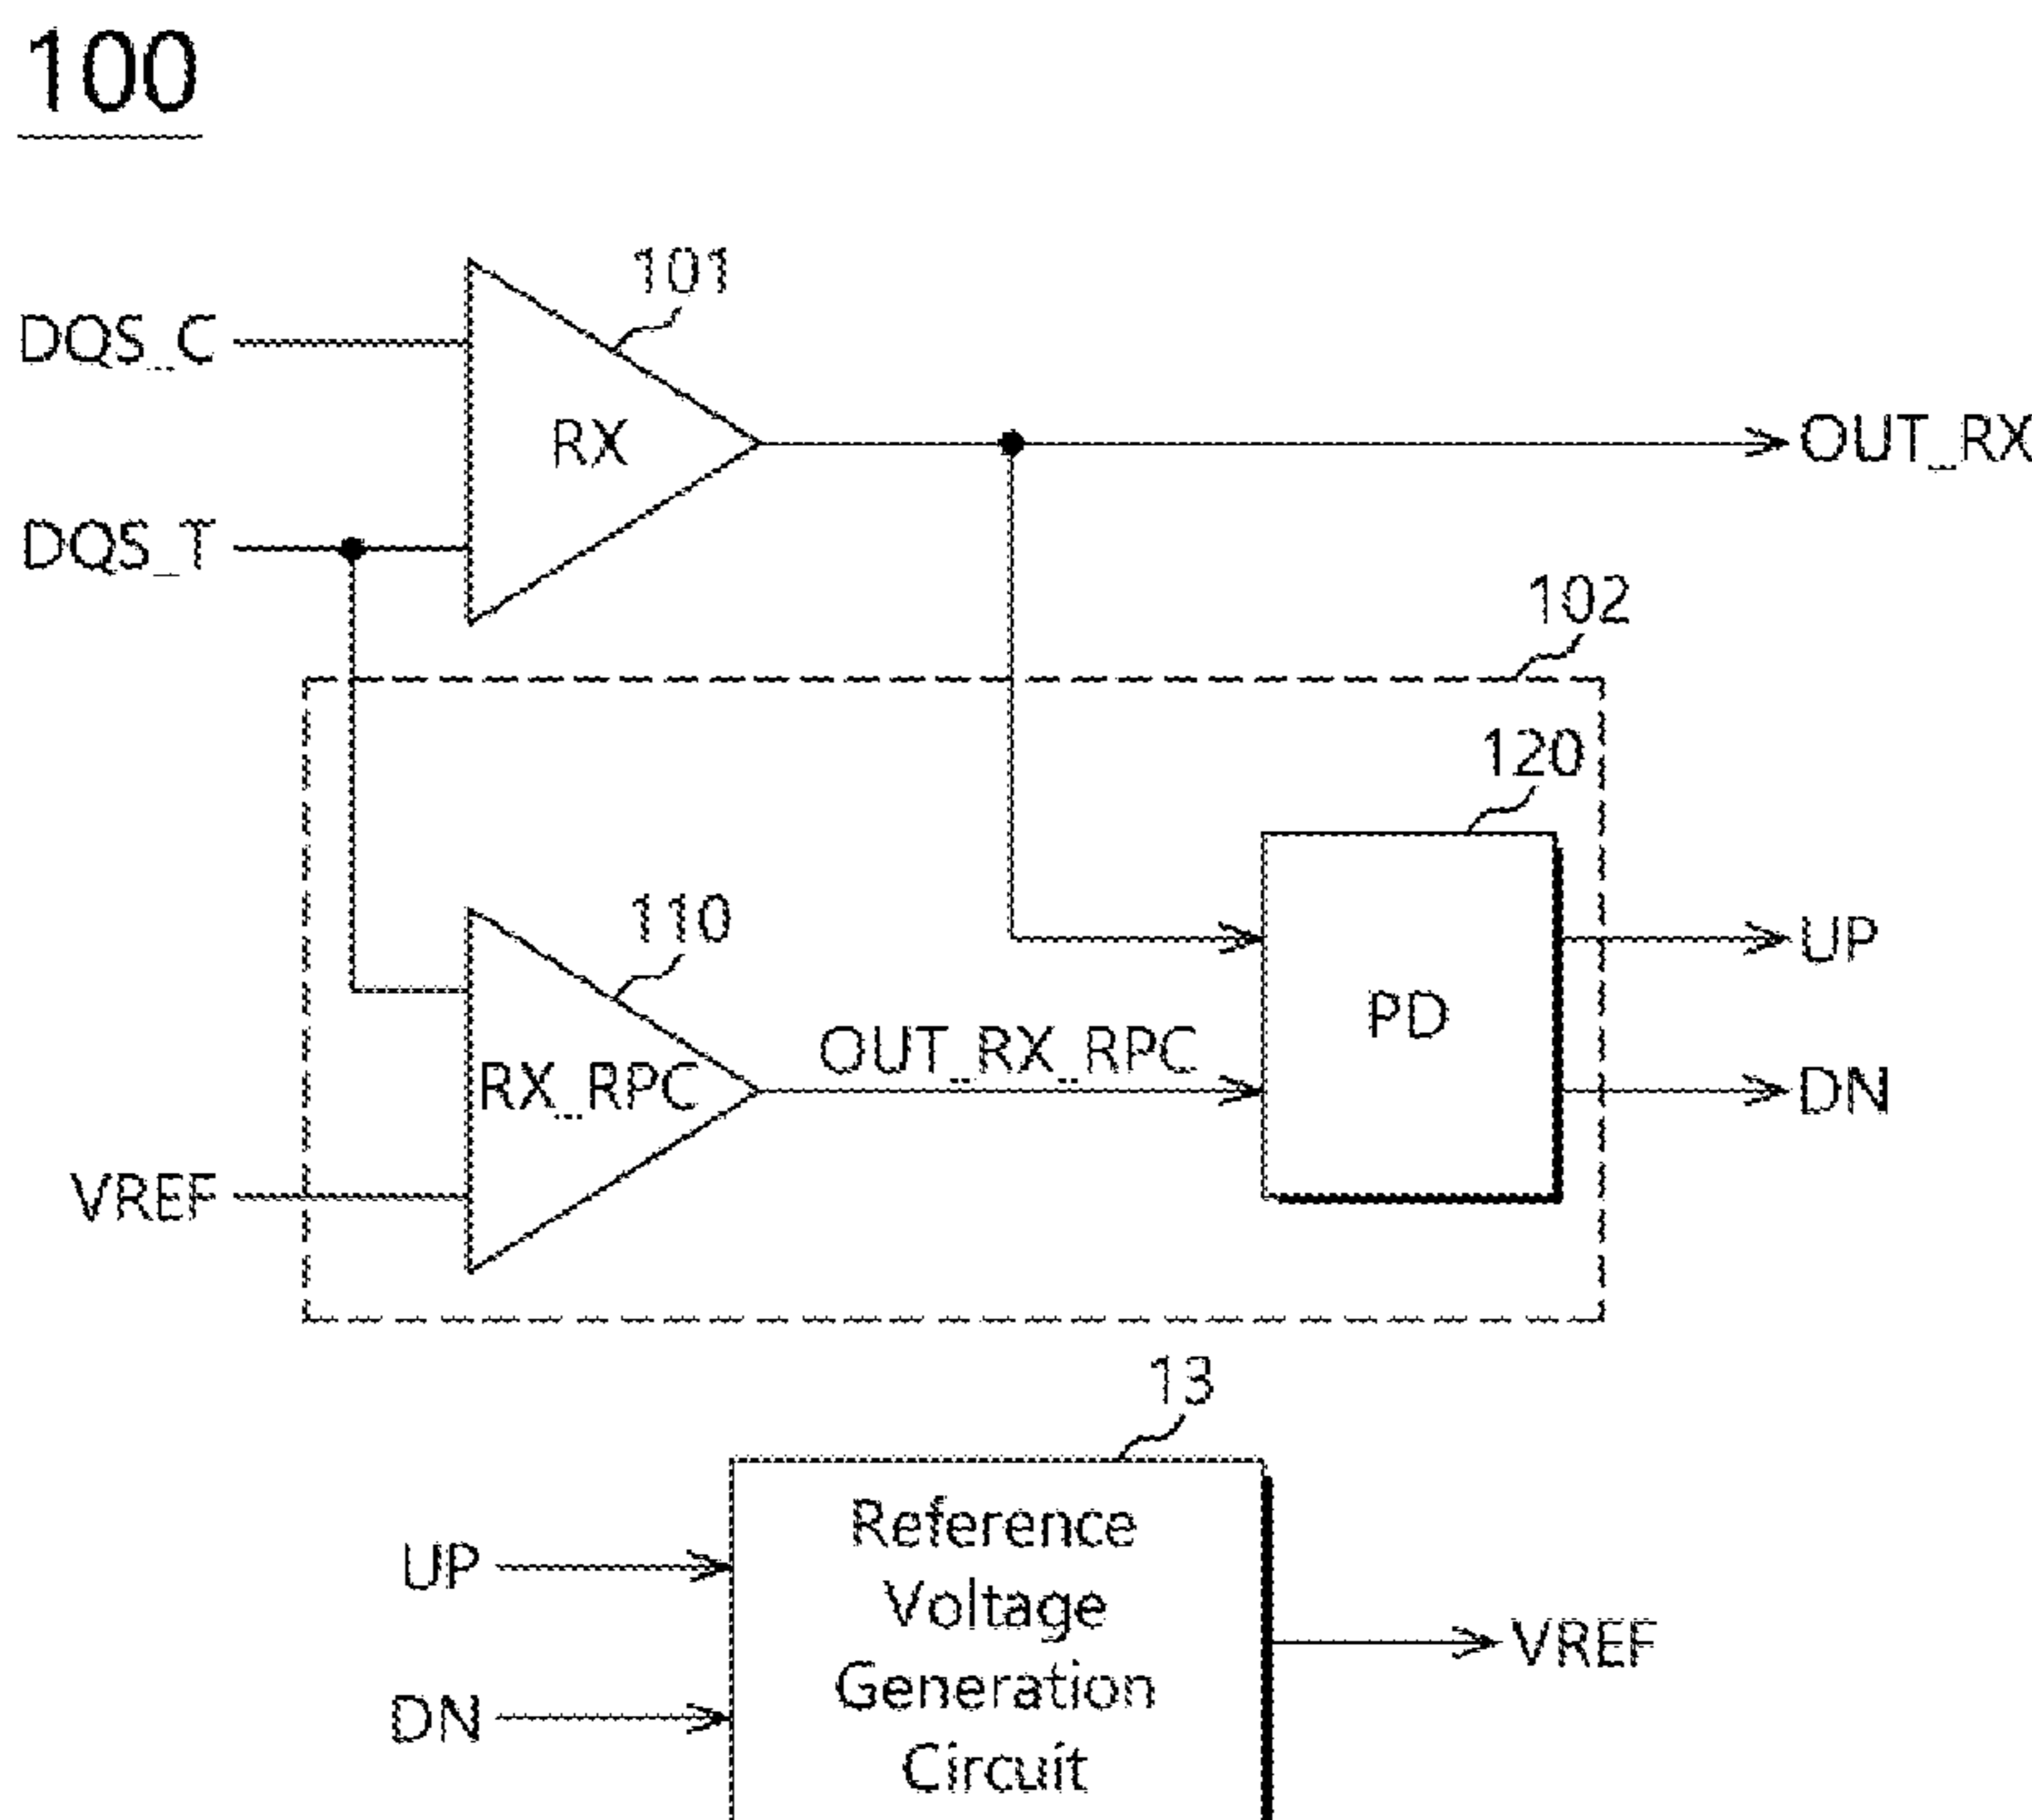 100
101
DQS_C
RX
OUT_RX
DQS_T
102
120
110
UP
OUT_RX_RPC
PD
RX_RPC
DN
VREF
13
Reference
Voltage
Generation
Circuit
UP
VREF
DN